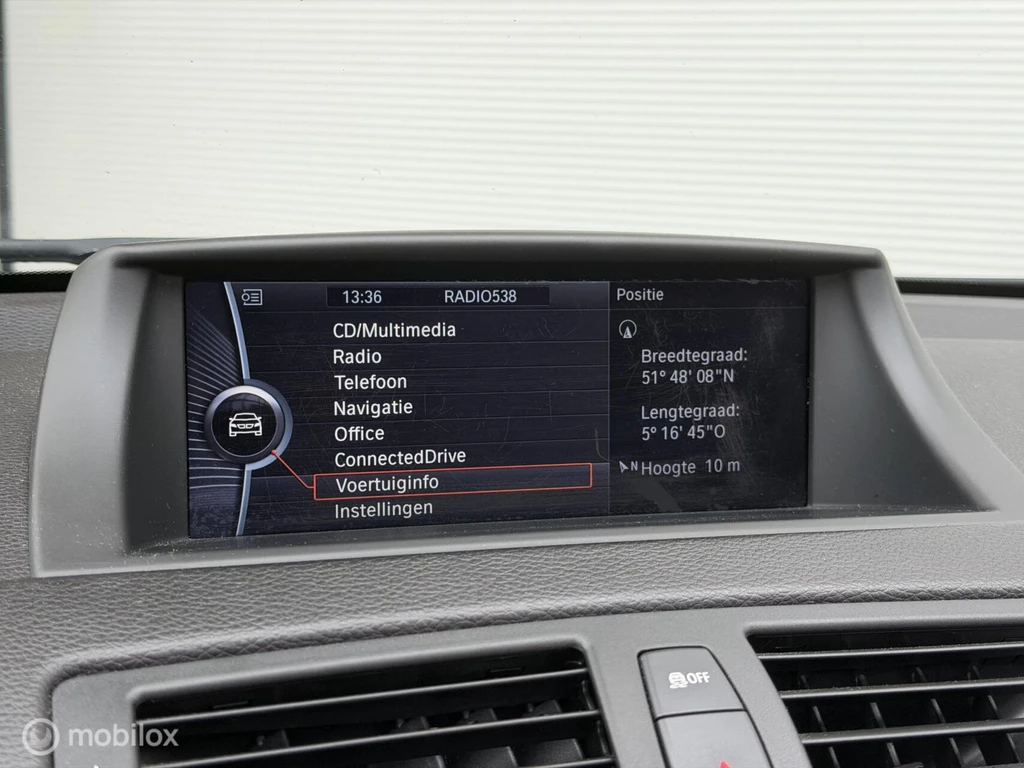 13:36 RADIO538
Positie
CD/Multimedia
Radio
Telefoon
Navigatie
Office
ConnectedDrive
Voertuiginfo
Instellingen
Breedtegraad:
51° 48' 08"N
Lengtegraad:
5° 16' 45"O
N Hoogte 10 m
OFF
mobilox